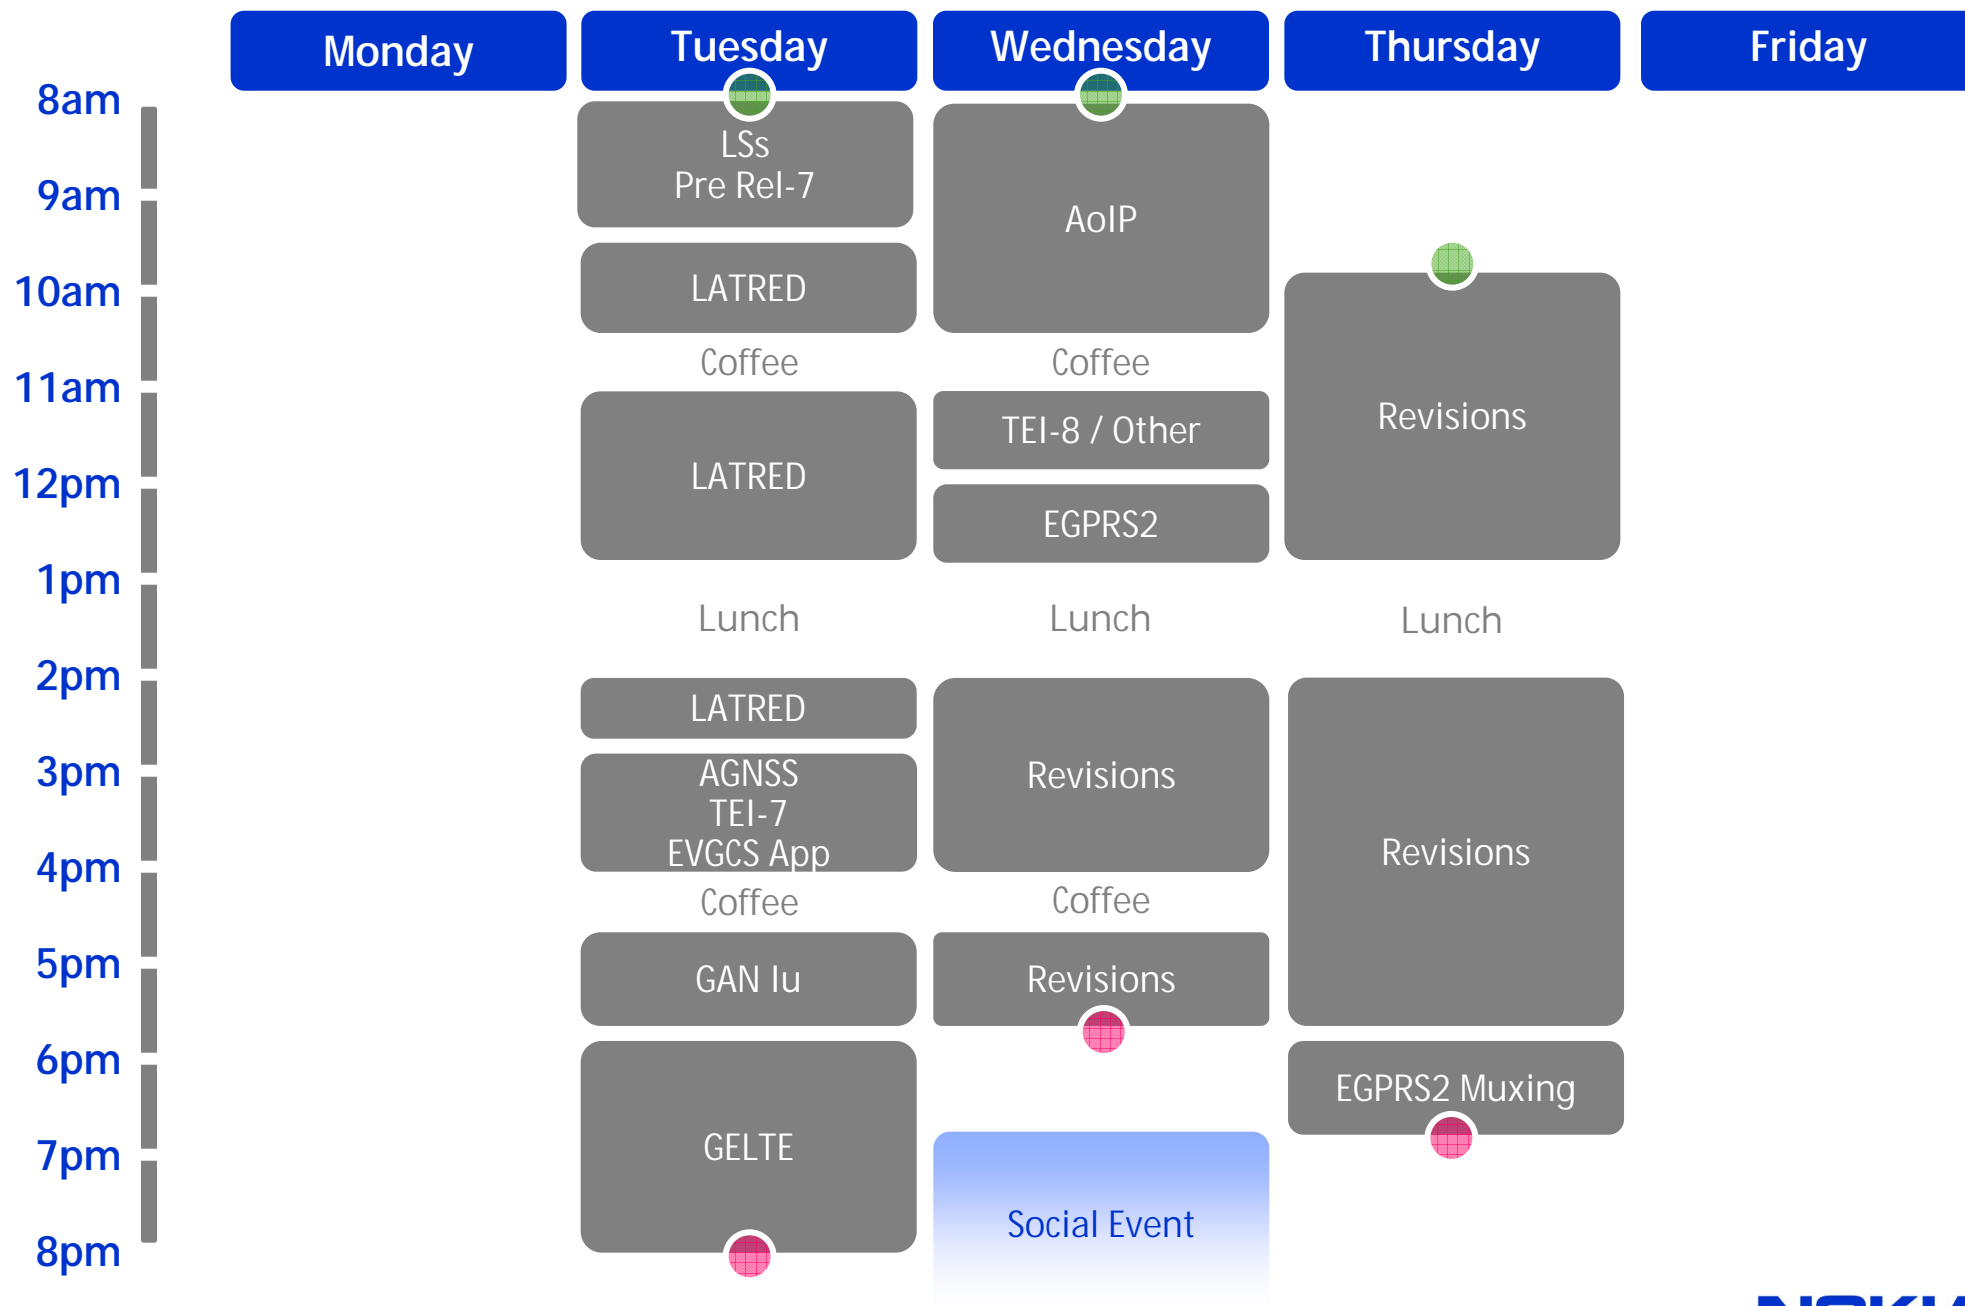 Monday
Tuesday
Wednesday
Thursday
Friday
8am
9am
10am
11am
12pm
1pm
2pm
3pm
4pm
5pm
6pm
7pm
8pm
LSs
Pre Rel-7
LATRED
Coffee
LATRED
Lunch
LATRED
AGNSS
TEI-7
EVGCS App
Coffee
GAN Iu
GELTE
AoIP
Coffee
TEI-8 / Other
EGPRS2
Lunch
Revisions
Coffee
Revisions
Social Event
Revisions
Lunch
Revisions
EGPRS2 Muxing